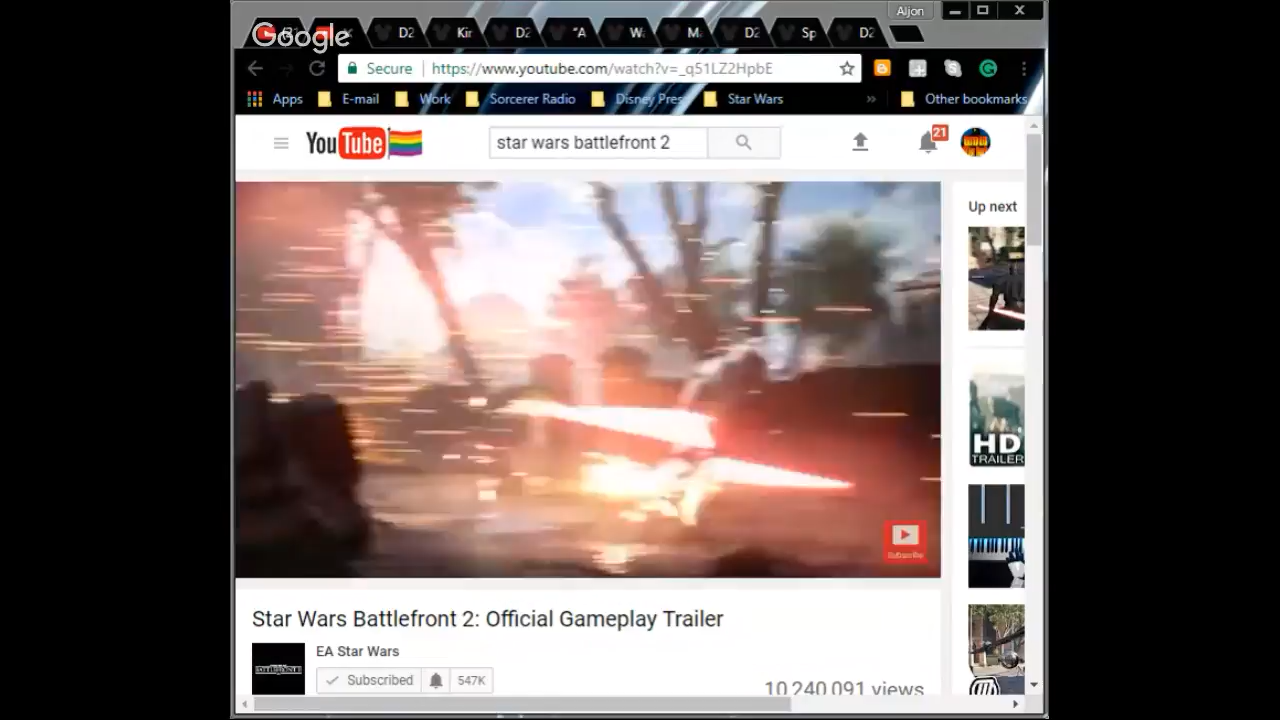 Aljon
Google
D2
Kir
D2
"A
W
M
D2
Sp
D2
Secure
https://www.youtube.com/watch?v=_q51LZ2HpbE
Apps
E-mail
Work
Sorcerer Radio
Disney Pres
Star Wars
»
Other bookmarks
YouTube
star wars battlefront 2
21
Up next
HD
TRAILER
Subscribe
Star Wars Battlefront 2: Official Gameplay Trailer
EA Star Wars
Subscribed
547K
10,240,091 views